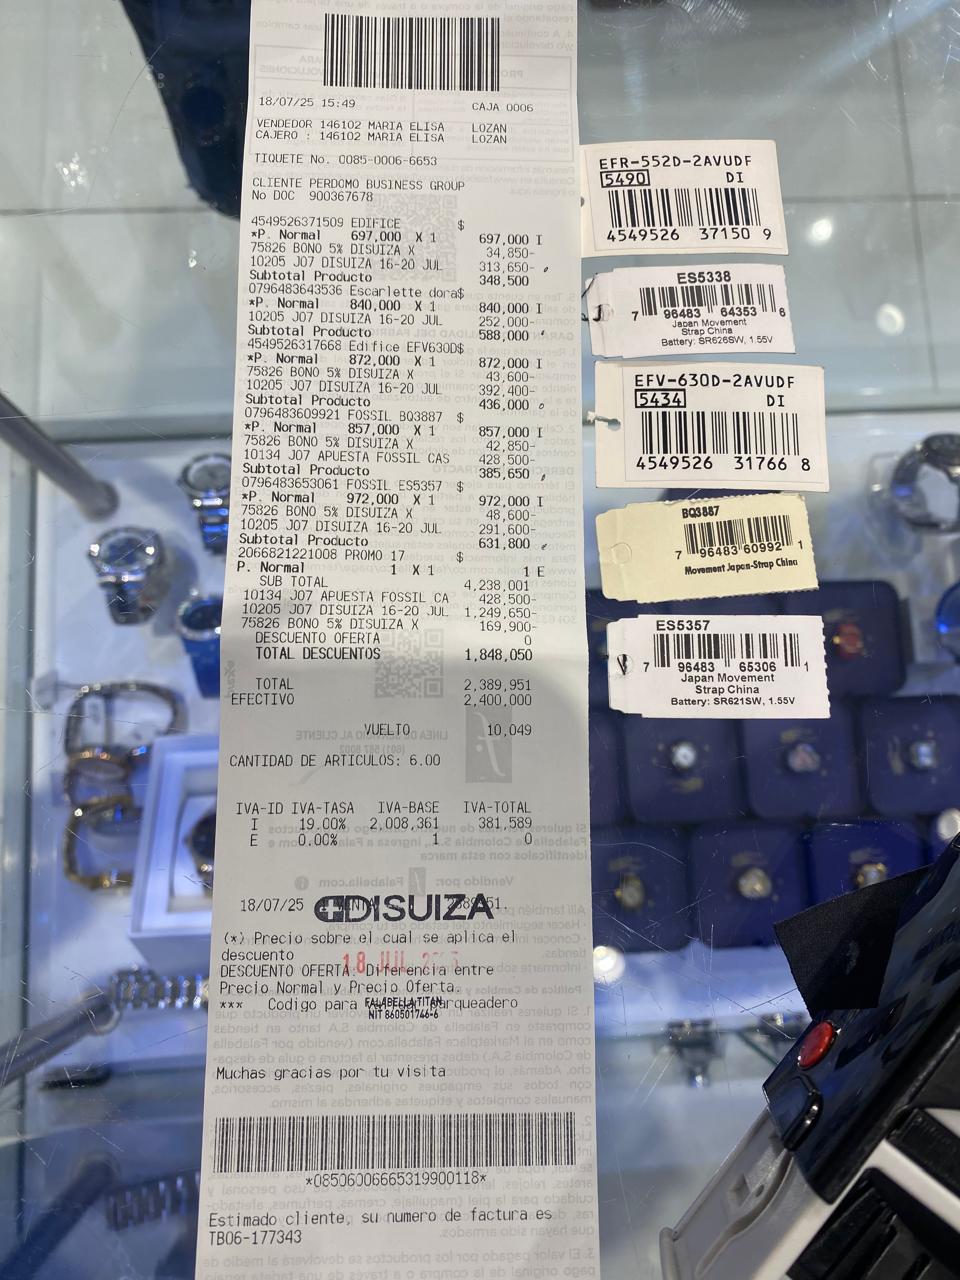 18/07/25 15:49 CAJA 0006
VENDEDOR 146102 MARIA ELISA LOZAN
CAJERO : 146102 MARIA ELISA LOZAN
TIQUETE No. 0085-0006-6653
CLIENTE PERDOMO BUSINESS GROUP
No DOC 900367678
4549526371509 EDIFICE $
*P. Normal 697,000 X 1 697,000 I
75826 BONO 5% DISUIZA X 34,850-
10205 J07 DISUIZA 16-20 JUL 313,650-
Subtotal Producto 348,500
0796483643536 Escarlette dora$
*P. Normal 840,000 X 1 840,000 I
10205 J07 DISUIZA 16-20 JUL 252,000-
Subtotal Producto 588,000
4549526317668 Edifice EFV630D$
*P. Normal 872,000 X 1 872,000 I
75826 BONO 5% DISUIZA X 43,600-
10205 J07 DISUIZA 16-20 JUL 392,400-
Subtotal Producto 436,000
0796483609921 FOSSIL BQ3887 $
*P. Normal 857,000 X 1 857,000 I
75826 BONO 5% DISUIZA X 42,850-
10134 J07 APUESTA FOSSIL CAS 428,500-
Subtotal Producto 385,650
0796483653061 FOSSIL ES5357 $
*P. Normal 972,000 X 1 972,000 I
75826 BONO 5% DISUIZA X 48,600-
10205 J07 DISUIZA 16-20 JUL 291,600-
Subtotal Producto 631,800
2066821221008 PROMO 17 $
P. Normal 1 X 1 1 E
SUB TOTAL 4,238,001
10134 J07 APUESTA FOSSIL CA 428,500-
10205 J07 DISUIZA 16-20 JUL 1,249,650-
75826 BONO 5% DISUIZA X 169,900-
DESCUENTO OFERTA 0
TOTAL DESCUENTOS 1,848,050
TOTAL 2,389,951
EFECTIVO 2,400,000
VUELTO 10,049
CANTIDAD DE ARTICULOS: 6.00
IVA-ID IVA-TASA IVA-BASE IVA-TOTAL
I 19.00% 2,008,361 381,589
E 0.00% 1 0
18/07/25
DISUIZA
(*) Precio sobre el cual se aplica el
descuento
18 JUL
DESCUENTO OFERTA: Diferencia entre
Precio Normal y Precio Oferta.
*** Codigo para parqueadero
FALABELLA TITAN
NIT 860501746-6
Muchas gracias por tu visita
*0850600666531990​0118*
Estimado cliente, su numero de factura es
TB06-177343
EFR-552D-2AVUDF
5490 DI
4549526 37150 9
ES5338
7 96483 64353 6
Japan Movement
Strap China
Battery: SR626SW, 1.55V
EFV-630D-2AVUDF
5434 DI
4549526 31766 8
BQ3887
7 96483 60992 1
Movement Japan-Strap China
ES5357
7 96483 65306 1
Japan Movement
Strap China
Battery: SR621SW, 1.55V